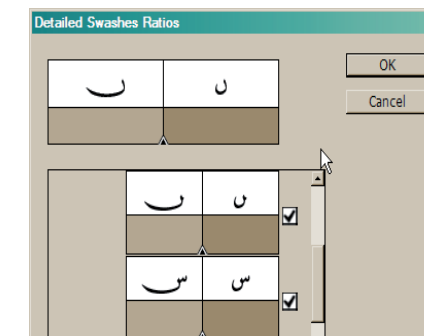 Detailed Swashes Ratios
OK
Cancel
ں ں
ں ں
س س